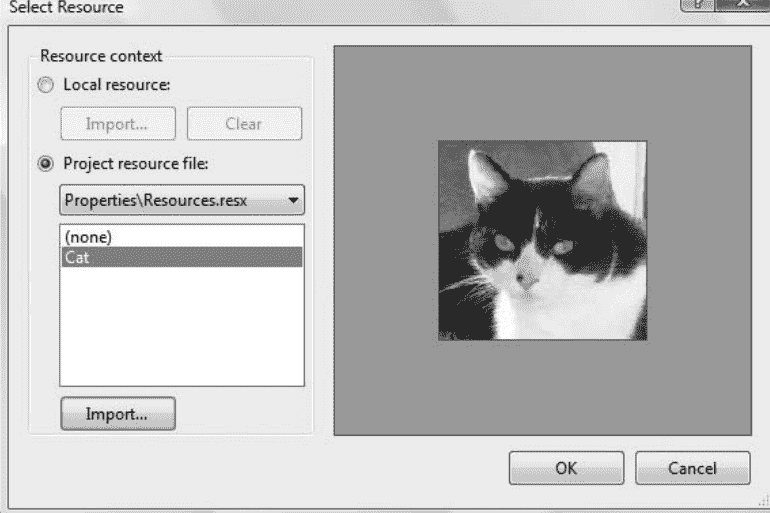 Select Resource
Resource context
Local resource:
Import... Clear
Project resource file:
Properties\Resources.resx
(none)
Cat
Import...
OK Cancel